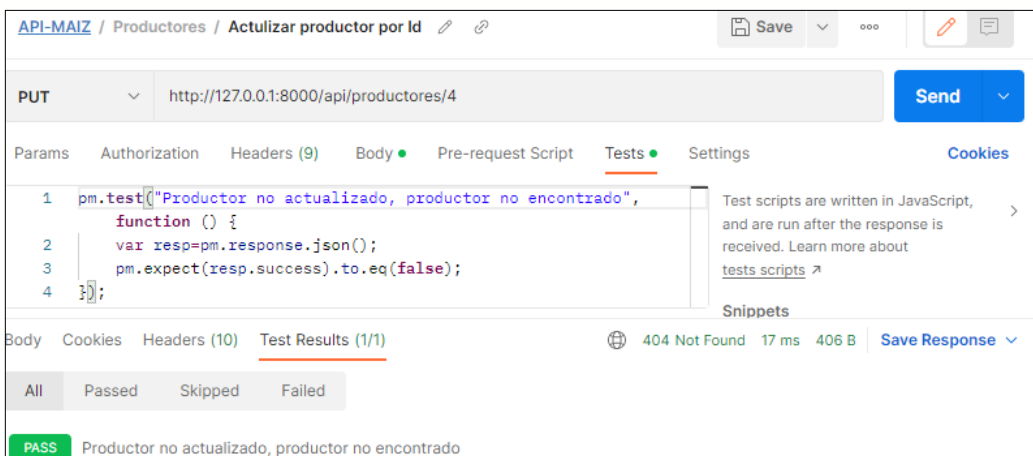 API-MAIZ / Productores / Actulizar productor por Id Save ooo
PUT http://127.0.0.1:8000/api/productores/4 Send
Params Authorization Headers (9) Body Pre-request Script Tests Settings Cookies
1 pm.test("Productor no actualizado, productor no encontrado",
function () {
2 var resp=pm.response.json();
3 pm.expect(resp.success).to.eq(false);
4 });
Test scripts are written in JavaScript,
and are run after the response is
received. Learn more about
tests scripts
Snippets
Body Cookies Headers (10) Test Results (1/1) 404 Not Found 17 ms 406 B Save Response
All Passed Skipped Failed
PASS Productor no actualizado, productor no encontrado